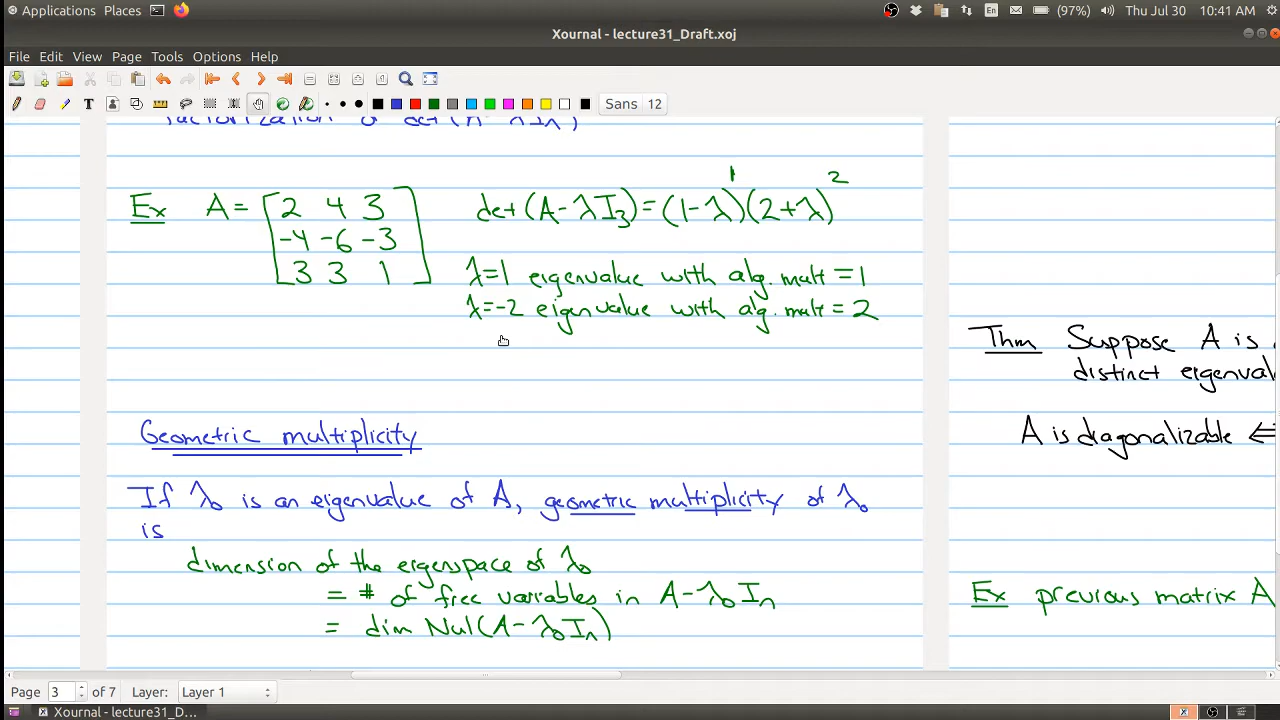 Applications Places (97%) Thu Jul 30 10:41 AM
Xournal - lecture31_Draft.xoj
File Edit View Page Tools Options Help
Sans 12
factorization of det(A-λIn)
Ex A = [2 4 3
-4 -6 -3
3 3 1]
det(A-λI₃)=(1-λ)¹(2+λ)²
λ=1 eigenvalue with alg. mult = 1
λ=-2 eigenvalue with alg. mult = 2
Geometric multiplicity
If λ₀ is an eigenvalue of A, geometric multiplicity of λ₀
is
dimension of the eigenspace of λ₀
= # of free variables in A-λ₀In
= dim Nul(A-λ₀In)
Thm Suppose A is
distinct eigenval
A is diagonalizable ⇐
Ex previous matrix A
Page 3 of 7 Layer: Layer 1
Xournal - lecture31_D...